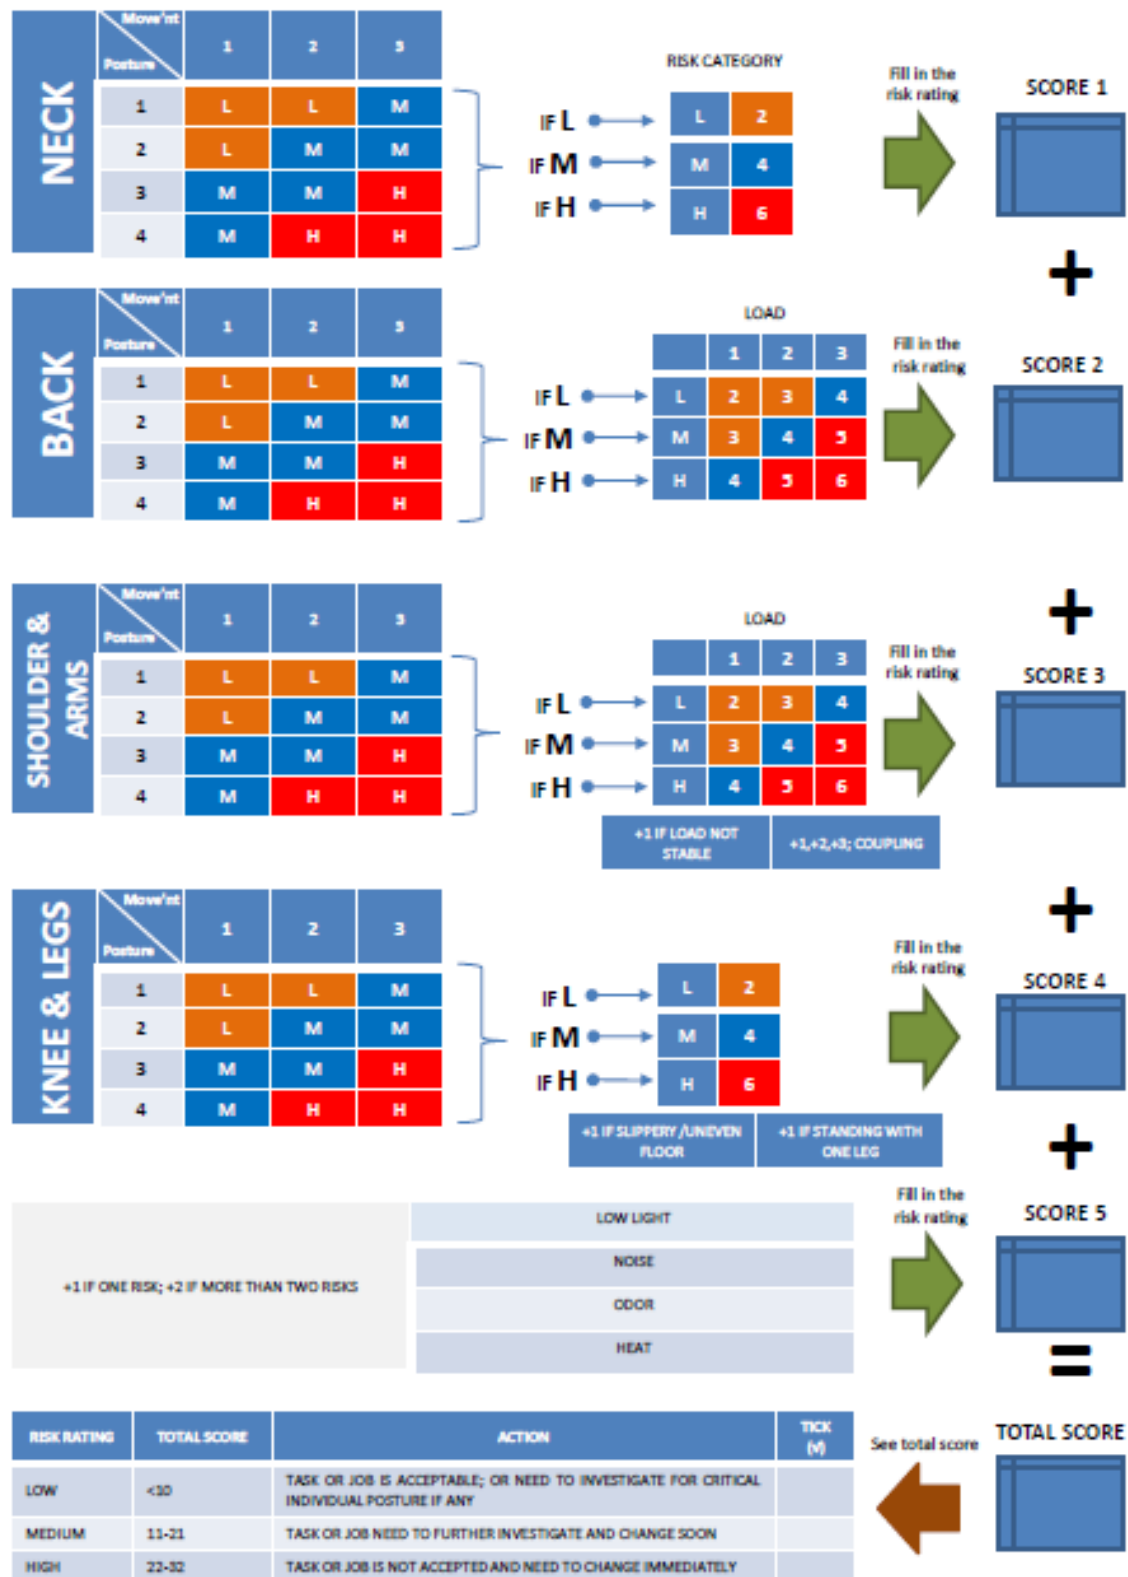 NECK
Move'nt
Posture
1 2 3
1 L L M
2 L M M
3 M M H
4 M H H
IF L
IF M
IF H
RISK CATEGORY
L 2
M 4
H 6
Fill in the
risk rating
SCORE 1
+
BACK
Move'nt
Posture
1 2 3
1 L L M
2 L M M
3 M M H
4 M H H
IF L
IF M
IF H
LOAD
1 2 3
L 2 3 4
M 3 4 5
H 4 5 6
Fill in the
risk rating
SCORE 2
+
SHOULDER &
ARMS
Move'nt
Posture
1 2 3
1 L L M
2 L M M
3 M M H
4 M H H
IF L
IF M
IF H
LOAD
1 2 3
L 2 3 4
M 3 4 5
H 4 5 6
+1 IF LOAD NOT
STABLE
+1,+2,+3; COUPLING
Fill in the
risk rating
SCORE 3
+
KNEE & LEGS
Move'nt
Posture
1 2 3
1 L L M
2 L M M
3 M M H
4 M H H
IF L
IF M
IF H
L 2
M 4
H 6
+1 IF SLIPPERY /UNEVEN
FLOOR
+1 IF STANDING WITH
ONE LEG
Fill in the
risk rating
SCORE 4
+
+1 IF ONE RISK; +2 IF MORE THAN TWO RISKS
LOW LIGHT
NOISE
ODOR
HEAT
Fill in the
risk rating
SCORE 5
=
RISK RATING TOTAL SCORE ACTION TICK
(√)
LOW <10 TASK OR JOB IS ACCEPTABLE; OR NEED TO INVESTIGATE FOR CRITICAL
INDIVIDUAL POSTURE IF ANY
MEDIUM 11-21 TASK OR JOB NEED TO FURTHER INVESTIGATE AND CHANGE SOON
HIGH 22-32 TASK OR JOB IS NOT ACCEPTED AND NEED TO CHANGE IMMEDIATELY
See total score
TOTAL SCORE